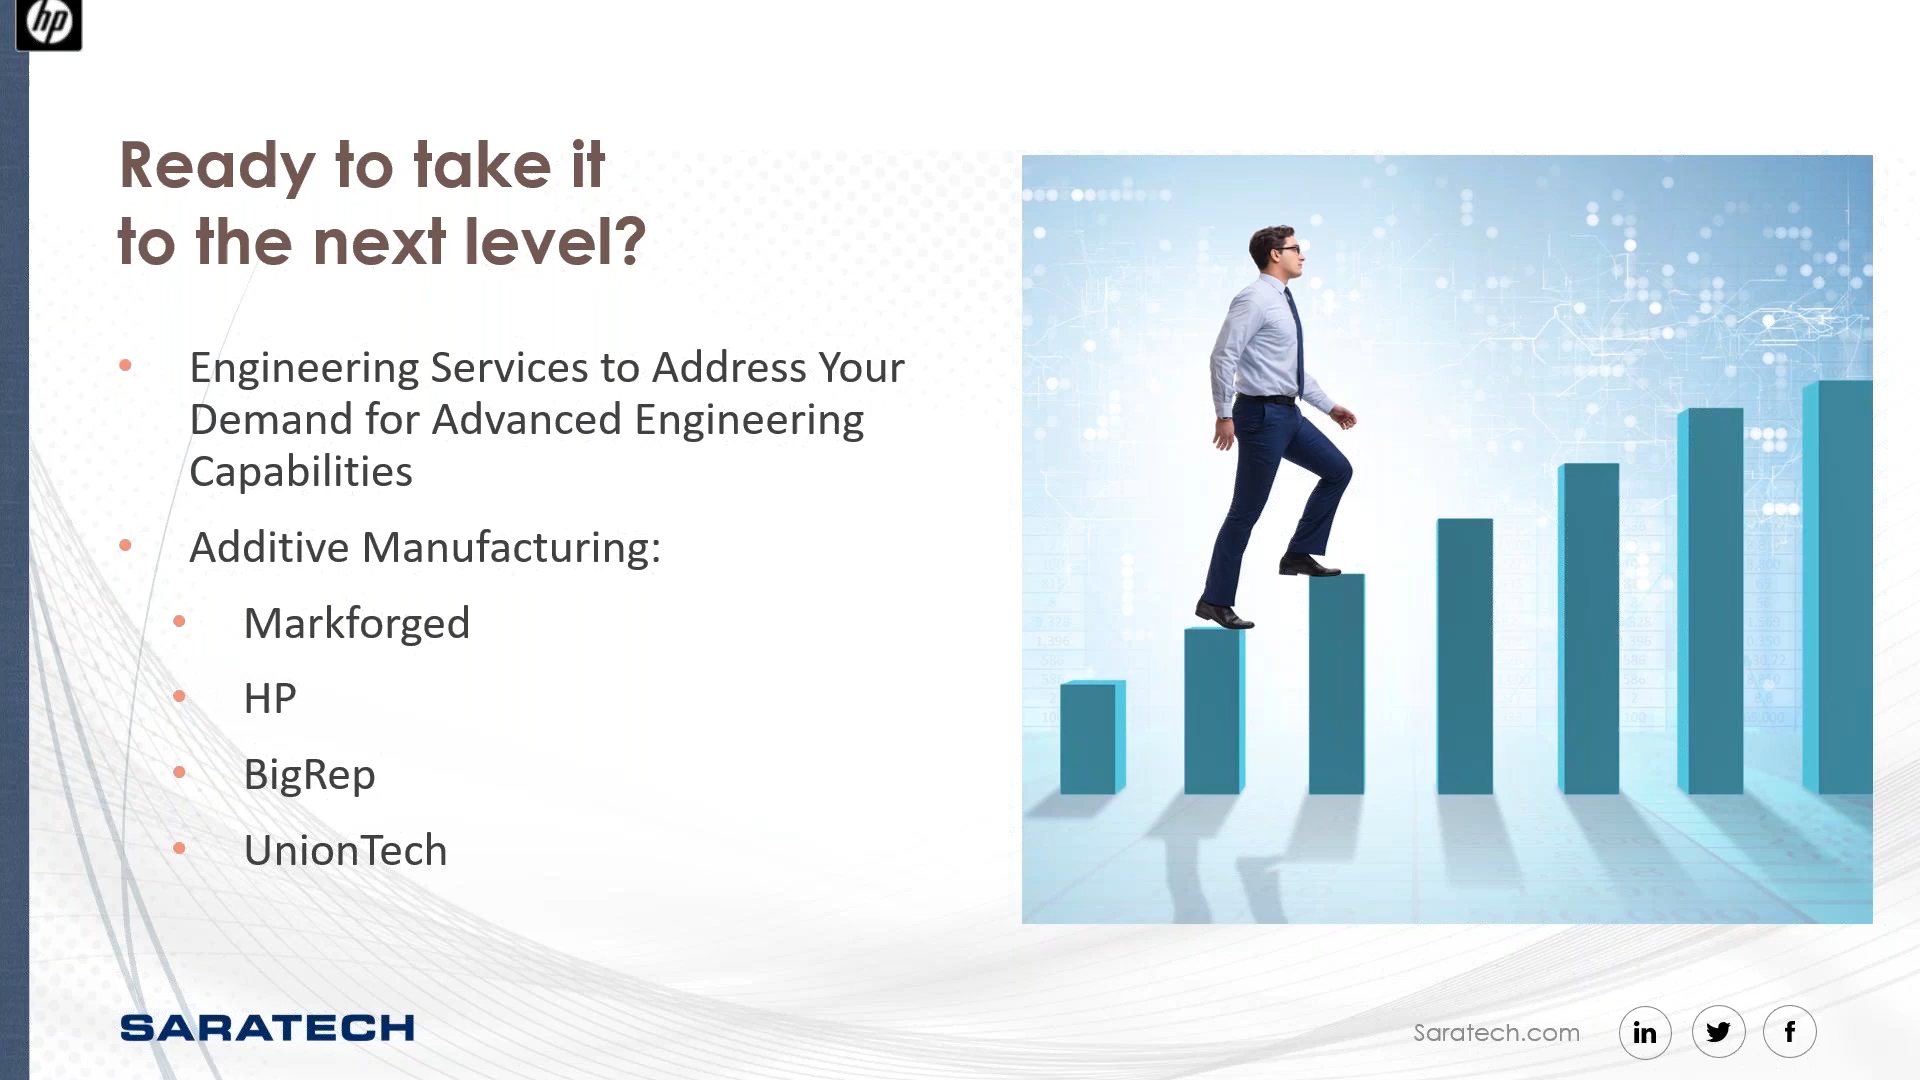 hp
Ready to take it
to the next level?
• Engineering Services to Address Your
Demand for Advanced Engineering
Capabilities
• Additive Manufacturing:
• Markforged
• HP
• BigRep
• UnionTech
SARATECH
Saratech.com
in
f